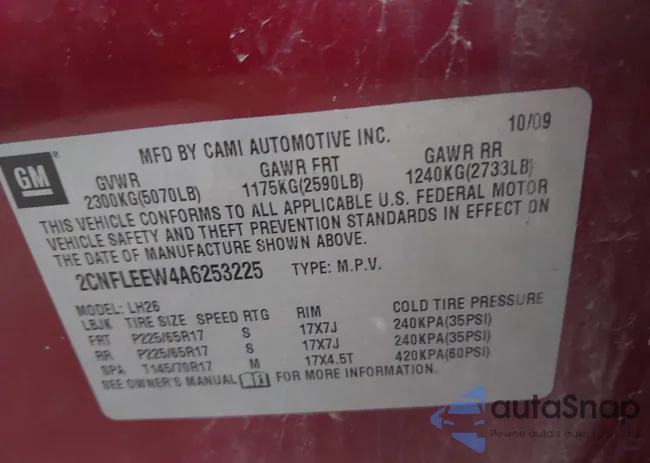 10/09
GM®
MFD BY CAMI AUTOMOTIVE INC.
GVWR GAWR FRT GAWR RR
2300KG(5070LB) 1175KG(2590LB) 1240KG(2733LB)
THIS VEHICLE CONFORMS TO ALL APPLICABLE U.S. FEDERAL MOTOR
VEHICLE SAFETY AND THEFT PREVENTION STANDARDS IN EFFECT ON
THE DATE OF MANUFACTURE SHOWN ABOVE.
2CNFLEEW4A6253225 TYPE: M.P.V.
MODEL: LH26
LBJK TIRE SIZE SPEED RTG RIM COLD TIRE PRESSURE
FRT P225/65R17 S 17X7J 240KPA(35PSI)
RR P225/65R17 S 17X7J 240KPA(35PSI)
SPA T145/70R17 M 17X4.5T 420KPA(60PSI)
SEE OWNER'S MANUAL FOR MORE INFORMATION.
autaSnap
Pewne auta z aukcji